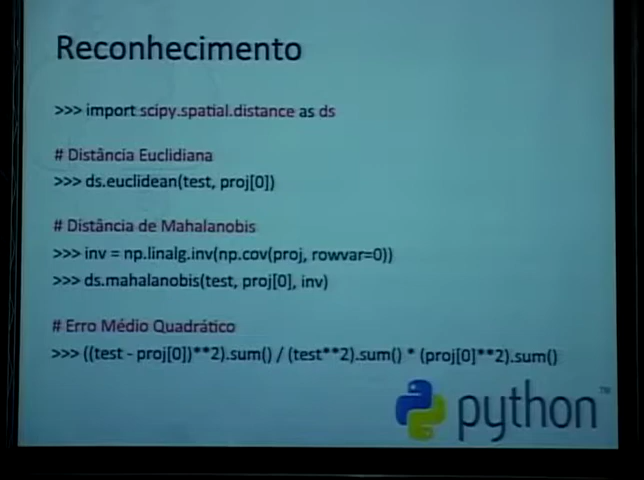 Reconhecimento
>>> import scipy.spatial.distance as ds
# Distância Euclidiana
>>> ds.euclidean(test, proj[0])
# Distância de Mahalanobis
>>> inv = np.linalg.inv(np.cov(proj, rowvar=0))
>>> ds.mahalanobis(test, proj[0], inv)
# Erro Médio Quadrático
>>> ((test - proj[0])**2).sum() / (test**2).sum() * (proj[0]**2).sum()
python™